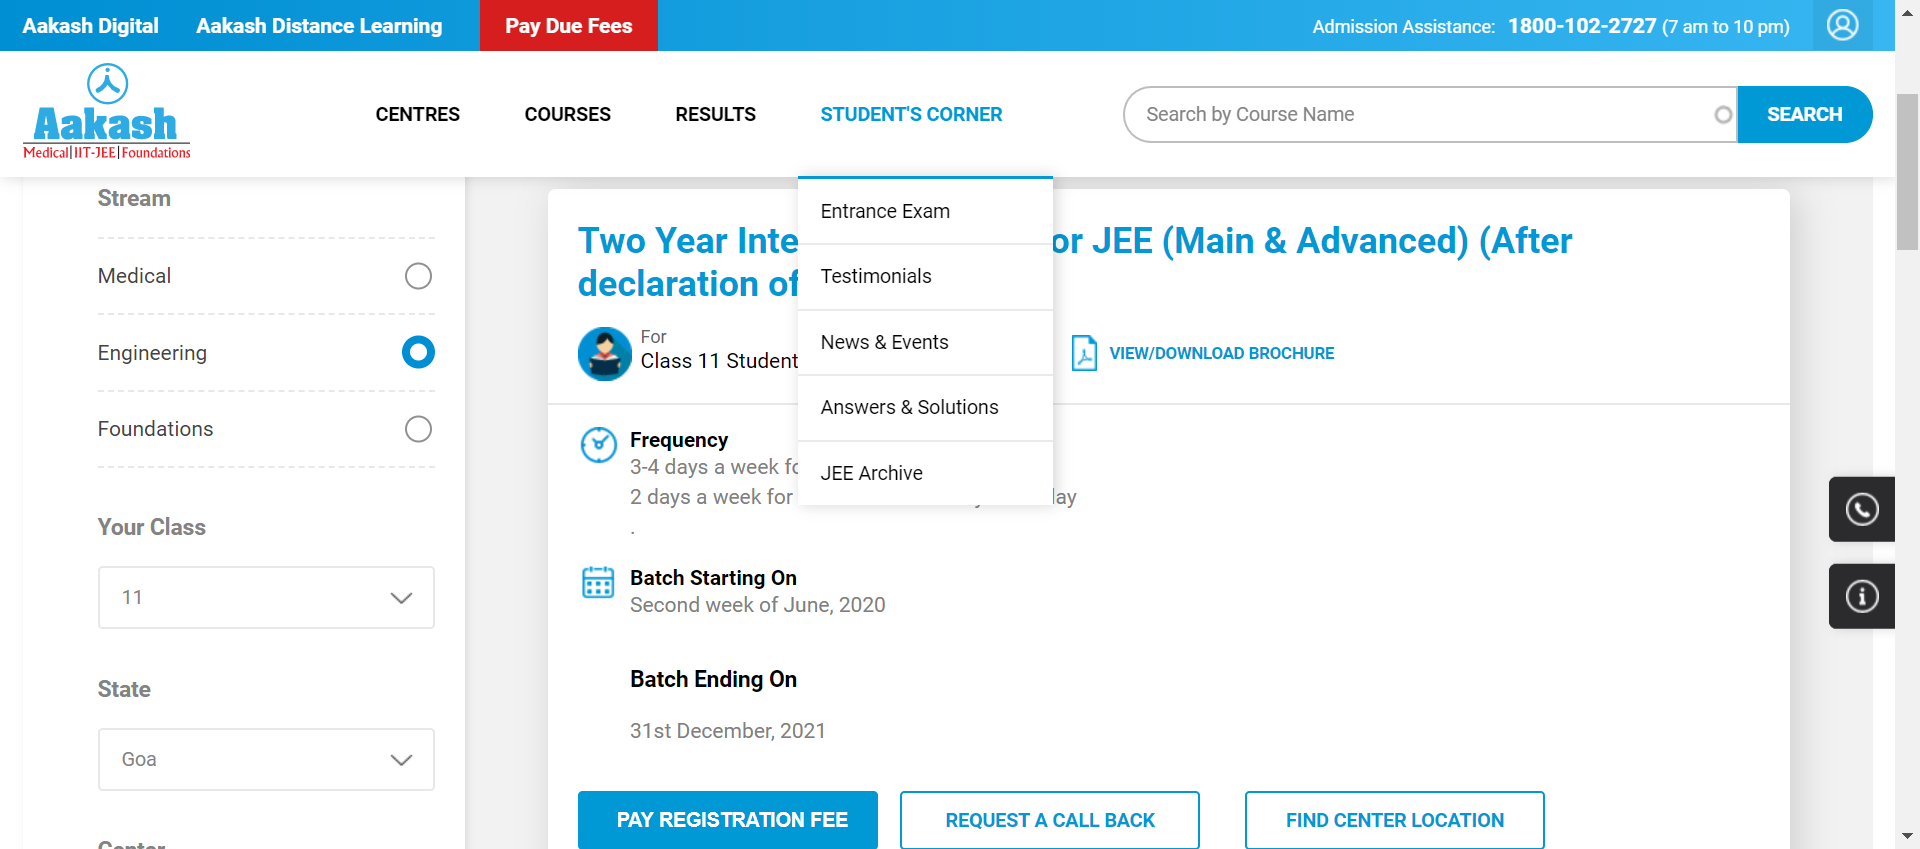 Aakash Digital Aakash Distance Learning Pay Due Fees Admission Assistance: 1800-102-2727 (7 am to 10 pm)
Aakash
Medical|IIT-JEE|Foundations
CENTRES COURSES RESULTS STUDENT'S CORNER Search by Course Name SEARCH
Stream
Medical
Engineering
Foundations
Your Class
11
State
Goa
Entrance Exam
Testimonials
News & Events
Answers & Solutions
JEE Archive
Two Year Inte or JEE (Main & Advanced) (After
declaration of
For
Class 11 Student
VIEW/DOWNLOAD BROCHURE
Frequency
3-4 days a week fo
2 days a week for lay
.
Batch Starting On
Second week of June, 2020
Batch Ending On
31st December, 2021
PAY REGISTRATION FEE REQUEST A CALL BACK FIND CENTER LOCATION